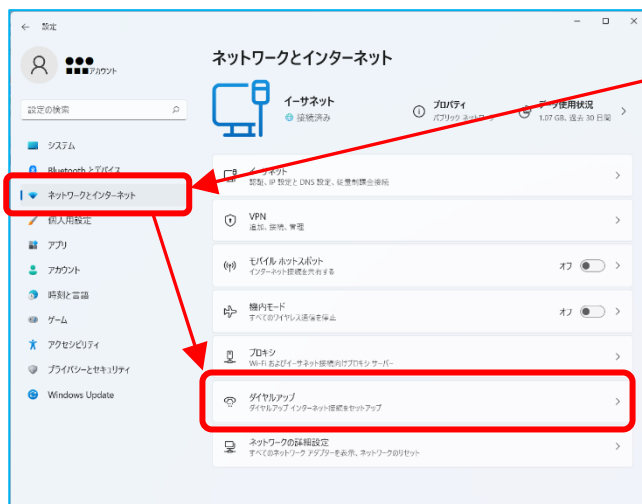 設定
●●●
■■■アカウント
設定の検索
システム
Bluetooth とデバイス
ネットワークとインターネット
個人用設定
アプリ
アカウント
時刻と言語
ゲーム
アクセシビリティ
プライバシーとセキュリティ
Windows Update
ネットワークとインターネット
イーサネット
接続済み
プロパティ
パブリック ネットワーク
データ使用状況
1.07 GB、過去 30 日間
イーサネット
認証、IP 設定と DNS 設定、従量制課金接続
VPN
追加、接続、管理
モバイル ホットスポット
インターネット接続を共有する
オフ
機内モード
すべてのワイヤレス通信を停止
オフ
プロキシ
Wi-Fi およびイーサネット接続向けプロキシ サーバー
ダイヤルアップ
ダイヤルアップ インターネット接続をセットアップ
ネットワークの詳細設定
すべてのネットワーク アダプターを表示、ネットワークのリセット